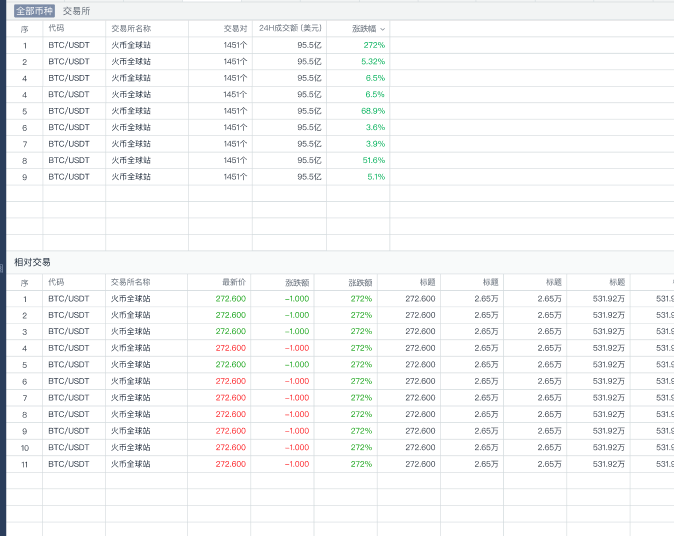 全部币种 交易所
序 代码 交易所名称 交易对 24H成交额 (美元) 涨跌幅
1 BTC/USDT 火币全球站 1451个 95.5亿 272%
2 BTC/USDT 火币全球站 1451个 95.5亿 5.32%
4 BTC/USDT 火币全球站 1451个 95.5亿 6.5%
4 BTC/USDT 火币全球站 1451个 95.5亿 6.5%
5 BTC/USDT 火币全球站 1451个 95.5亿 68.9%
6 BTC/USDT 火币全球站 1451个 95.5亿 3.6%
7 BTC/USDT 火币全球站 1451个 95.5亿 3.9%
8 BTC/USDT 火币全球站 1451个 95.5亿 51.6%
9 BTC/USDT 火币全球站 1451个 95.5亿 5.1%
相对交易
序 代码 交易所名称 最新价 涨跌额 涨跌额 标题 标题 标题 标题
1 BTC/USDT 火币全球站 272.600 -1.000 272% 272.600 2.65万 2.65万 531.92万 531.9
2 BTC/USDT 火币全球站 272.600 -1.000 272% 272.600 2.65万 2.65万 531.92万 531.9
3 BTC/USDT 火币全球站 272.600 -1.000 272% 272.600 2.65万 2.65万 531.92万 531.9
4 BTC/USDT 火币全球站 272.600 -1.000 272% 272.600 2.65万 2.65万 531.92万 531.9
5 BTC/USDT 火币全球站 272.600 -1.000 272% 272.600 2.65万 2.65万 531.92万 531.9
6 BTC/USDT 火币全球站 272.600 -1.000 272% 272.600 2.65万 2.65万 531.92万 531.9
7 BTC/USDT 火币全球站 272.600 -1.000 272% 272.600 2.65万 2.65万 531.92万 531.9
8 BTC/USDT 火币全球站 272.600 -1.000 272% 272.600 2.65万 2.65万 531.92万 531.9
9 BTC/USDT 火币全球站 272.600 -1.000 272% 272.600 2.65万 2.65万 531.92万 531.9
10 BTC/USDT 火币全球站 272.600 -1.000 272% 272.600 2.65万 2.65万 531.92万 531.9
11 BTC/USDT 火币全球站 272.600 -1.000 272% 272.600 2.65万 2.65万 531.92万 531.9